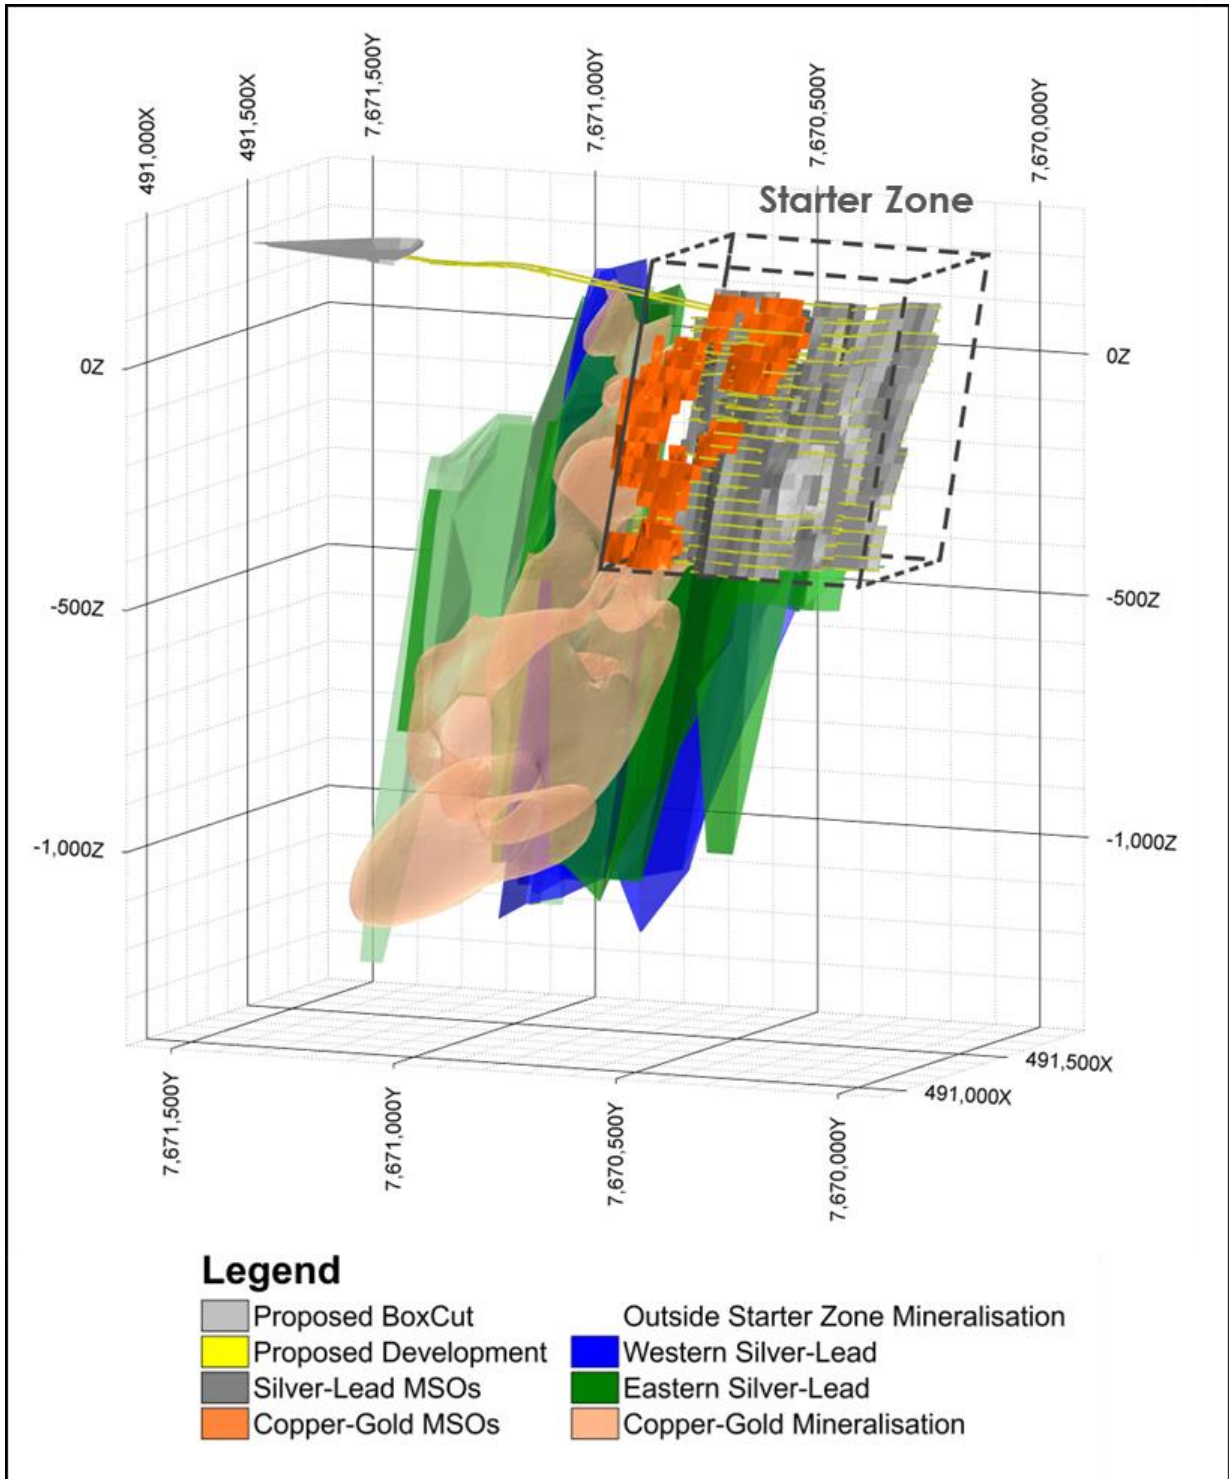 491,000X
491,500X
7,671,500Y
7,671,000Y
7,670,500Y
7,670,000Y
Starter Zone
0Z
0Z
-500Z
-500Z
-1,000Z
-1,000Z
491,500X
491,000X
7,671,500Y
7,671,000Y
7,670,500Y
7,670,000Y
Legend
Proposed BoxCut
Proposed Development
Silver-Lead MSOs
Copper-Gold MSOs
Outside Starter Zone Mineralisation
Western Silver-Lead
Eastern Silver-Lead
Copper-Gold Mineralisation